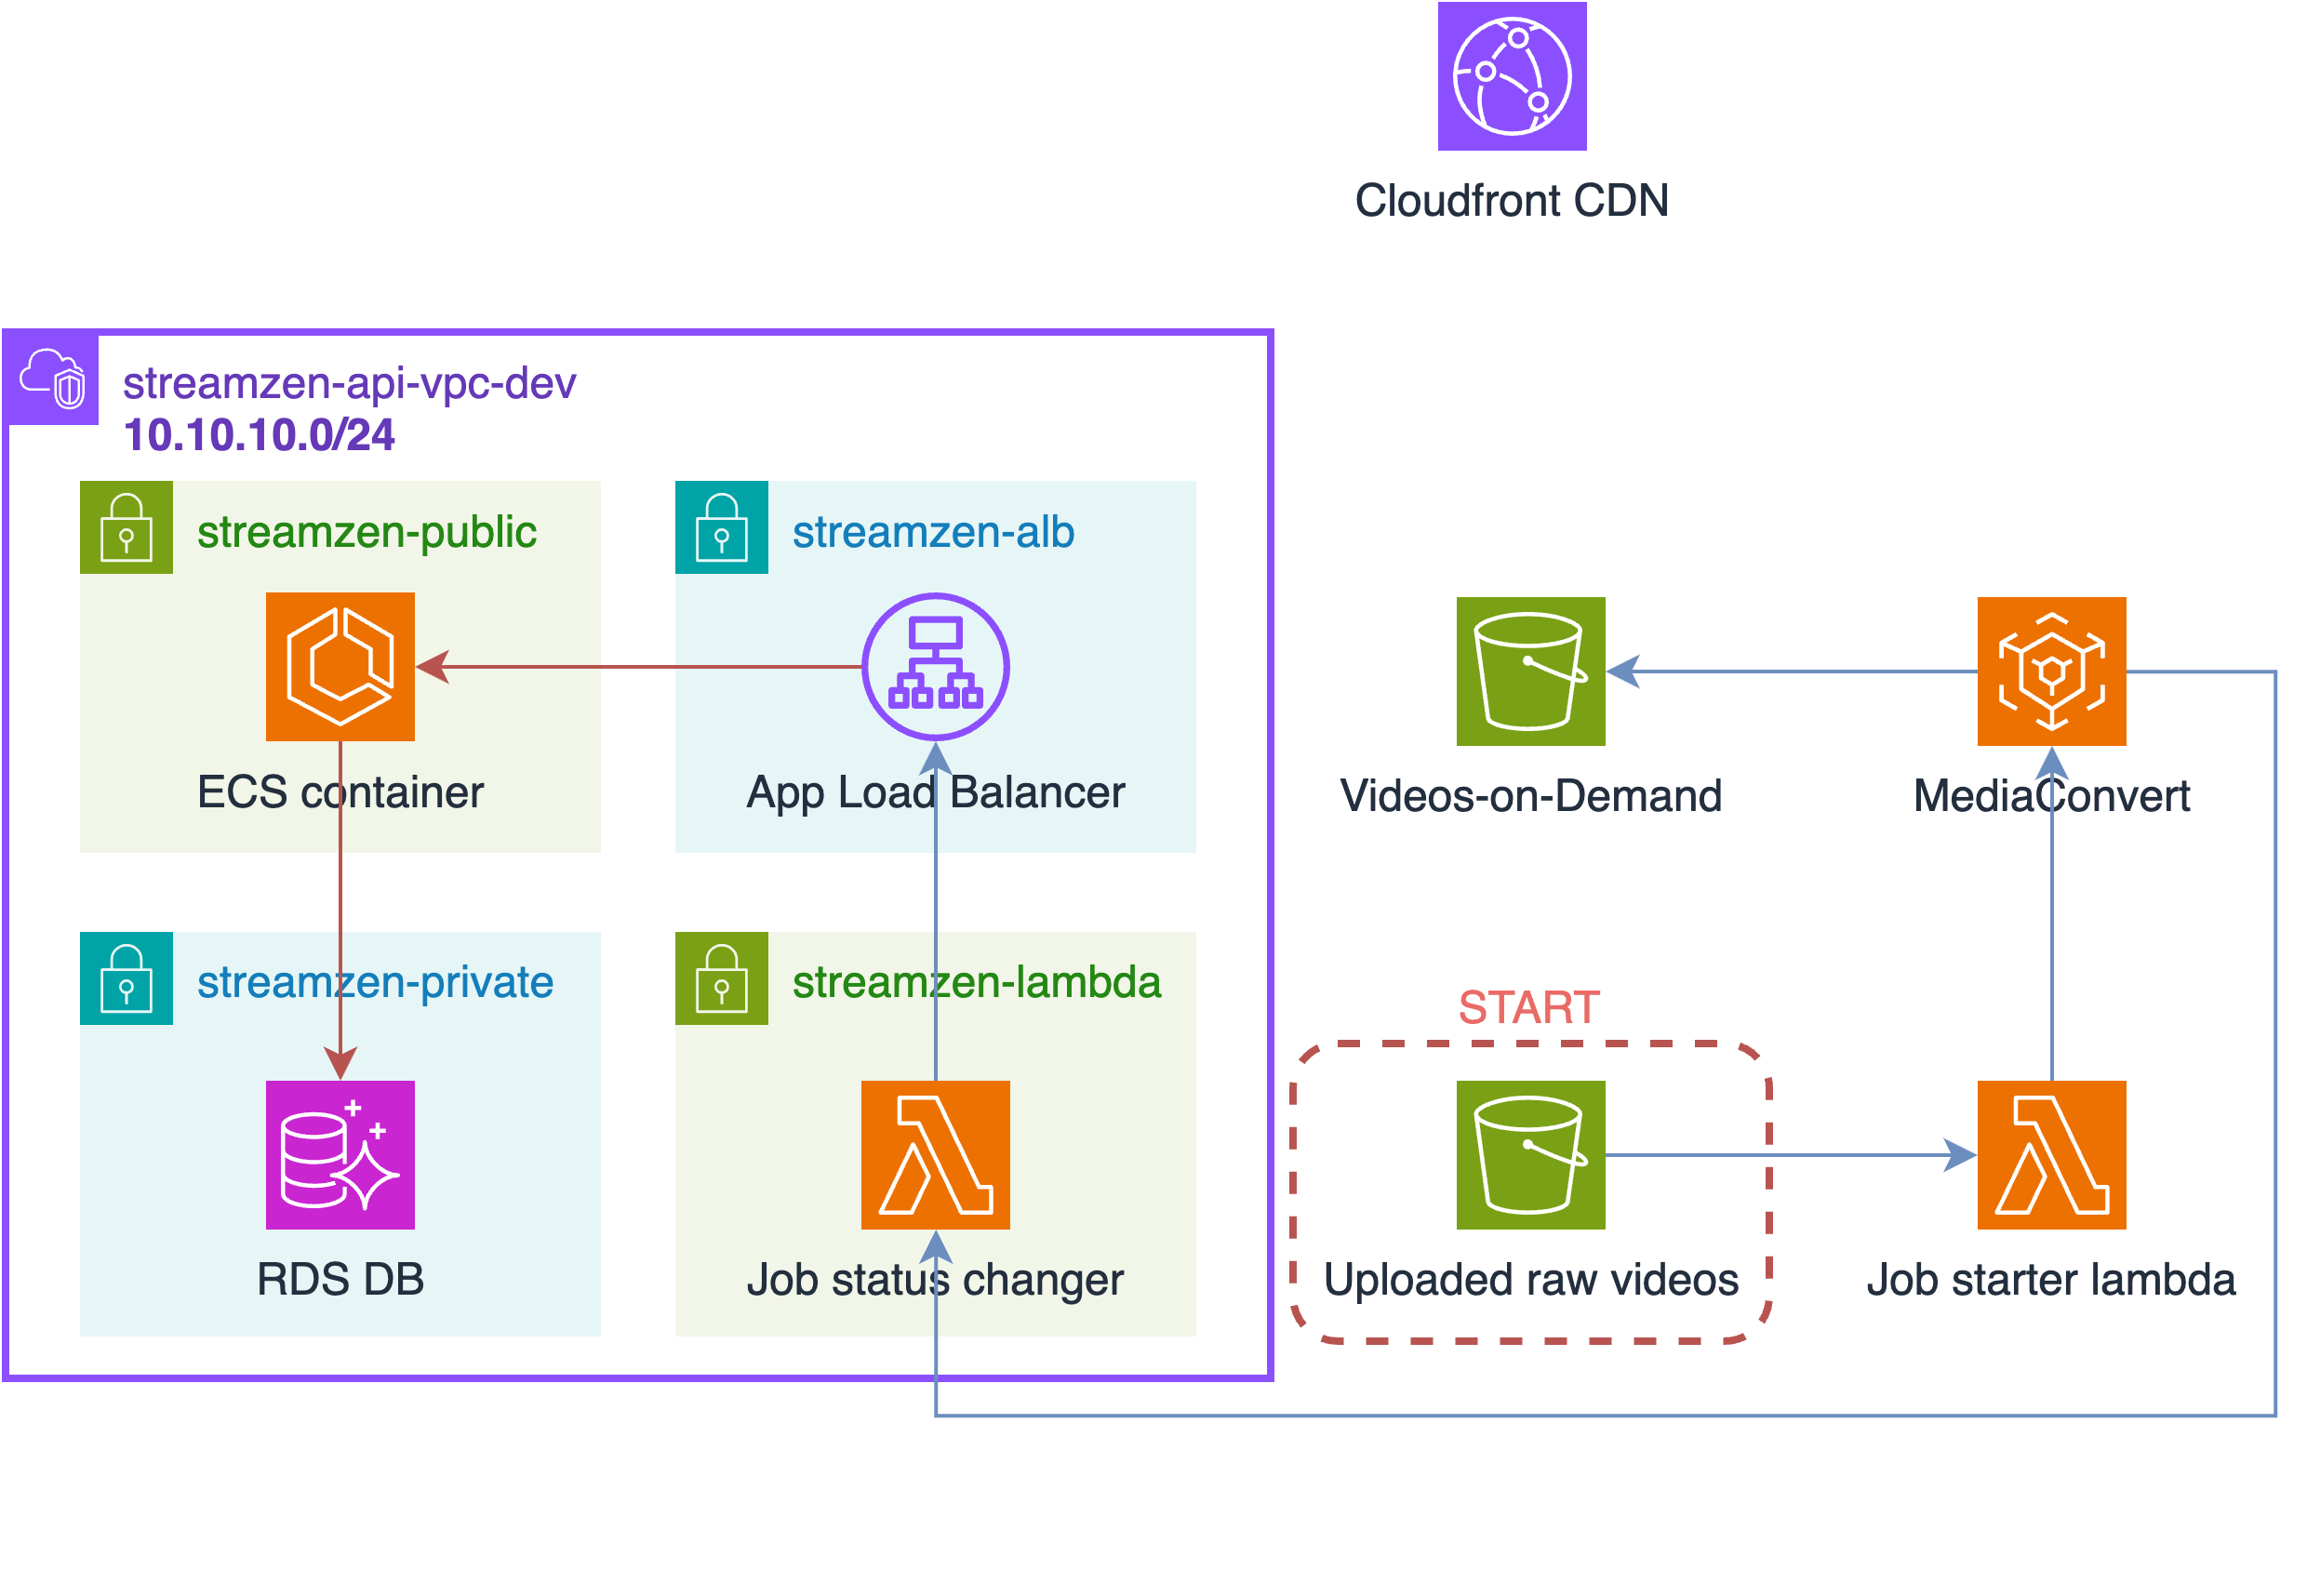 Cloudfront CDN
streamzen-api-vpc-dev
10.10.10.0/24
streamzen-public
streamzen-alb
ECS container
App Load Balancer
Videos-on-Demand
MediaConvert
streamzen-private
streamzen-lambda
START
RDS DB
Job status changer
Uploaded raw videos
Job starter lambda